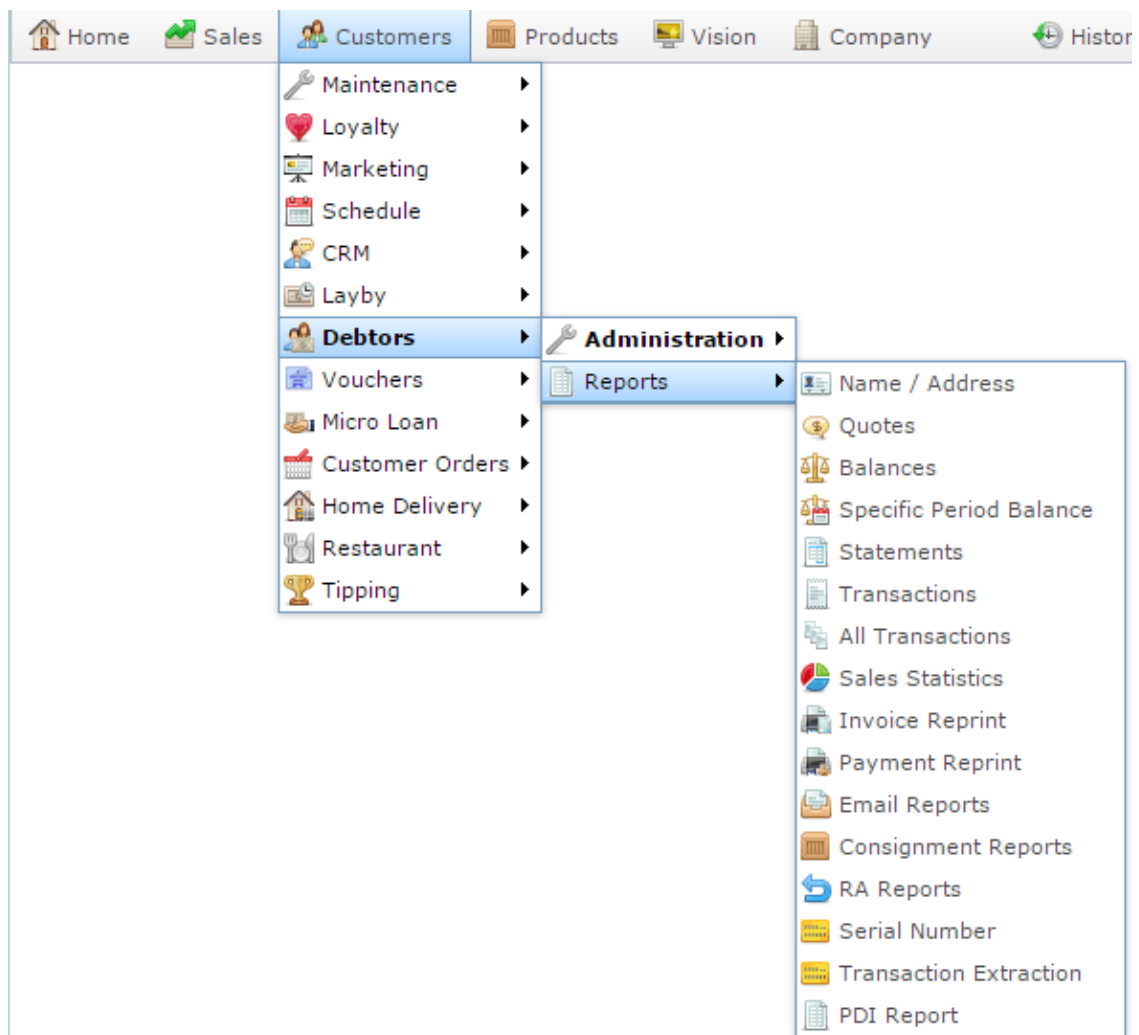 Home Sales Customers Products Vision Company Histor
Maintenance
Loyalty
Marketing
Schedule
CRM
Layby
Debtors
Vouchers
Micro Loan
Customer Orders
Home Delivery
Restaurant
Tipping
Administration
Reports
Name / Address
Quotes
Balances
Specific Period Balance
Statements
Transactions
All Transactions
Sales Statistics
Invoice Reprint
Payment Reprint
Email Reports
Consignment Reports
RA Reports
Serial Number
Transaction Extraction
PDI Report